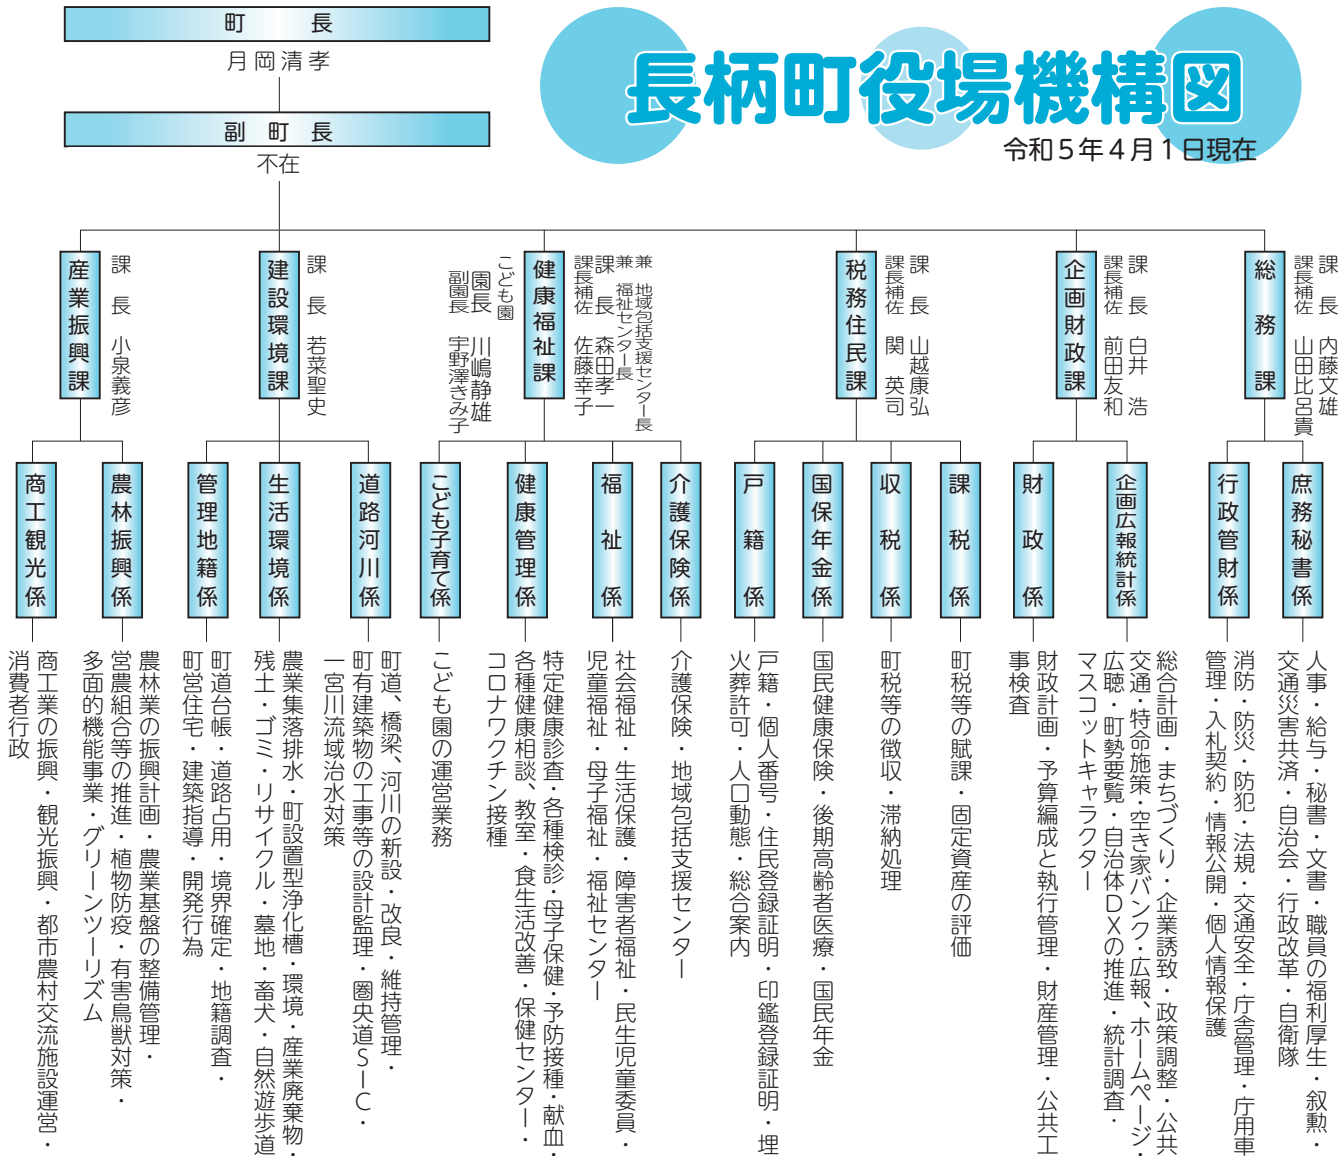 長柄町役場機構図
令和5年4月1日現在
町長
月岡清孝
副町長
不在
総務課
課長 内藤文雄
課長補佐 山田比呂貴
企画財政課
課長 白井 浩
課長補佐 前田友和
税務住民課
課長 山越康弘
課長補佐 関 英司
健康福祉課
兼 地域包括支援センター長
兼 福祉センター長
課長 森田孝一
課長補佐 佐藤幸子
こども園
園長 川嶋静雄
副園長 宇野澤きみ子
建設環境課
課長 若菜聖史
産業振興課
課長 小泉義彦
庶務秘書係
人事・給与・秘書・文書・職員の福利厚生・叙勲・
交通災害共済・自治会・行政改革・自衛隊
行政管財係
消防・防災・防犯・法規・交通安全・庁舎管理・庁用車
管理・入札契約・情報公開・個人情報保護
企画広報統計係
総合計画・まちづくり・企業誘致・政策調整・公共
交通・特命施策・空き家バンク・広報、ホームページ・
広聴・町勢要覧・自治体DXの推進・統計調査・
マスコットキャラクター
財政係
財政計画・予算編成と執行管理・財産管理・公共工
事検査
課税係
町税等の賦課・固定資産の評価
収税係
町税等の徴収・滞納処理
国保年金係
国民健康保険・後期高齢者医療・国民年金
戸籍係
戸籍・個人番号・住民登録証明・印鑑登録証明・埋
火葬許可・人口動態・総合案内
介護保険係
介護保険・地域包括支援センター
福祉係
社会福祉・生活保護・障害者福祉・民生児童委員・
児童福祉・母子福祉・福祉センター
健康管理係
特定健康診査・各種検診・母子保健・予防接種・献血・
各種健康相談、教室・食生活改善・保健センター・
コロナワクチン接種
こども子育て係
こども園の運営業務
道路河川係
町道、橋梁、河川の新設・改良・維持管理・
町有建築物の工事等の設計監理・圏央道SIC・
一宮川流域治水対策
生活環境係
農業集落排水・町設置型浄化槽・環境・産業廃棄物・
残土・ゴミ・リサイクル・墓地・畜犬・自然遊歩道
管理地籍係
町道台帳・道路占用・境界確定・地籍調査・
町営住宅・建築指導・開発行為
農林振興係
農林業の振興計画・農業基盤の整備管理・
営農組合等の推進・植物防疫・有害鳥獣対策・
多面的機能事業・グリーンツーリズム
商工観光係
商工業の振興・観光振興・都市農村交流施設運営・
消費者行政